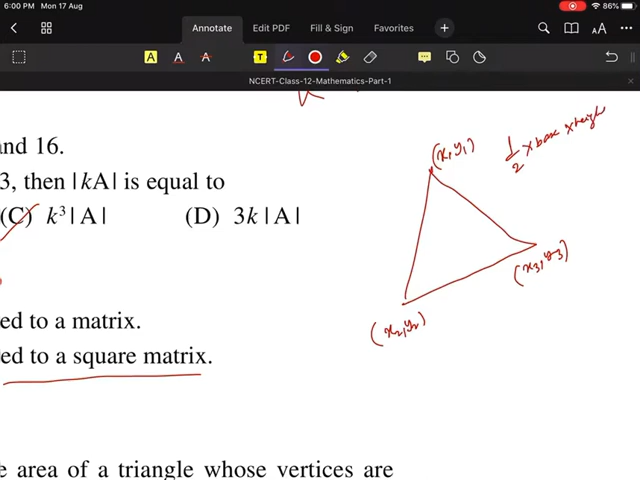 6:00 PM Mon 17 Aug
86%
Annotate Edit PDF Fill & Sign Favorites
NCERT-Class-12-Mathematics-Part-1
and 16.
3, then |kA| is equal to
(C) k³ | A | (D) 3k | A |
ed to a matrix.
ed to a square matrix.
e area of a triangle whose vertices are
(x₁, y₁)
1/2 × base × height
(x₃, y₃)
(x₂, y₂)